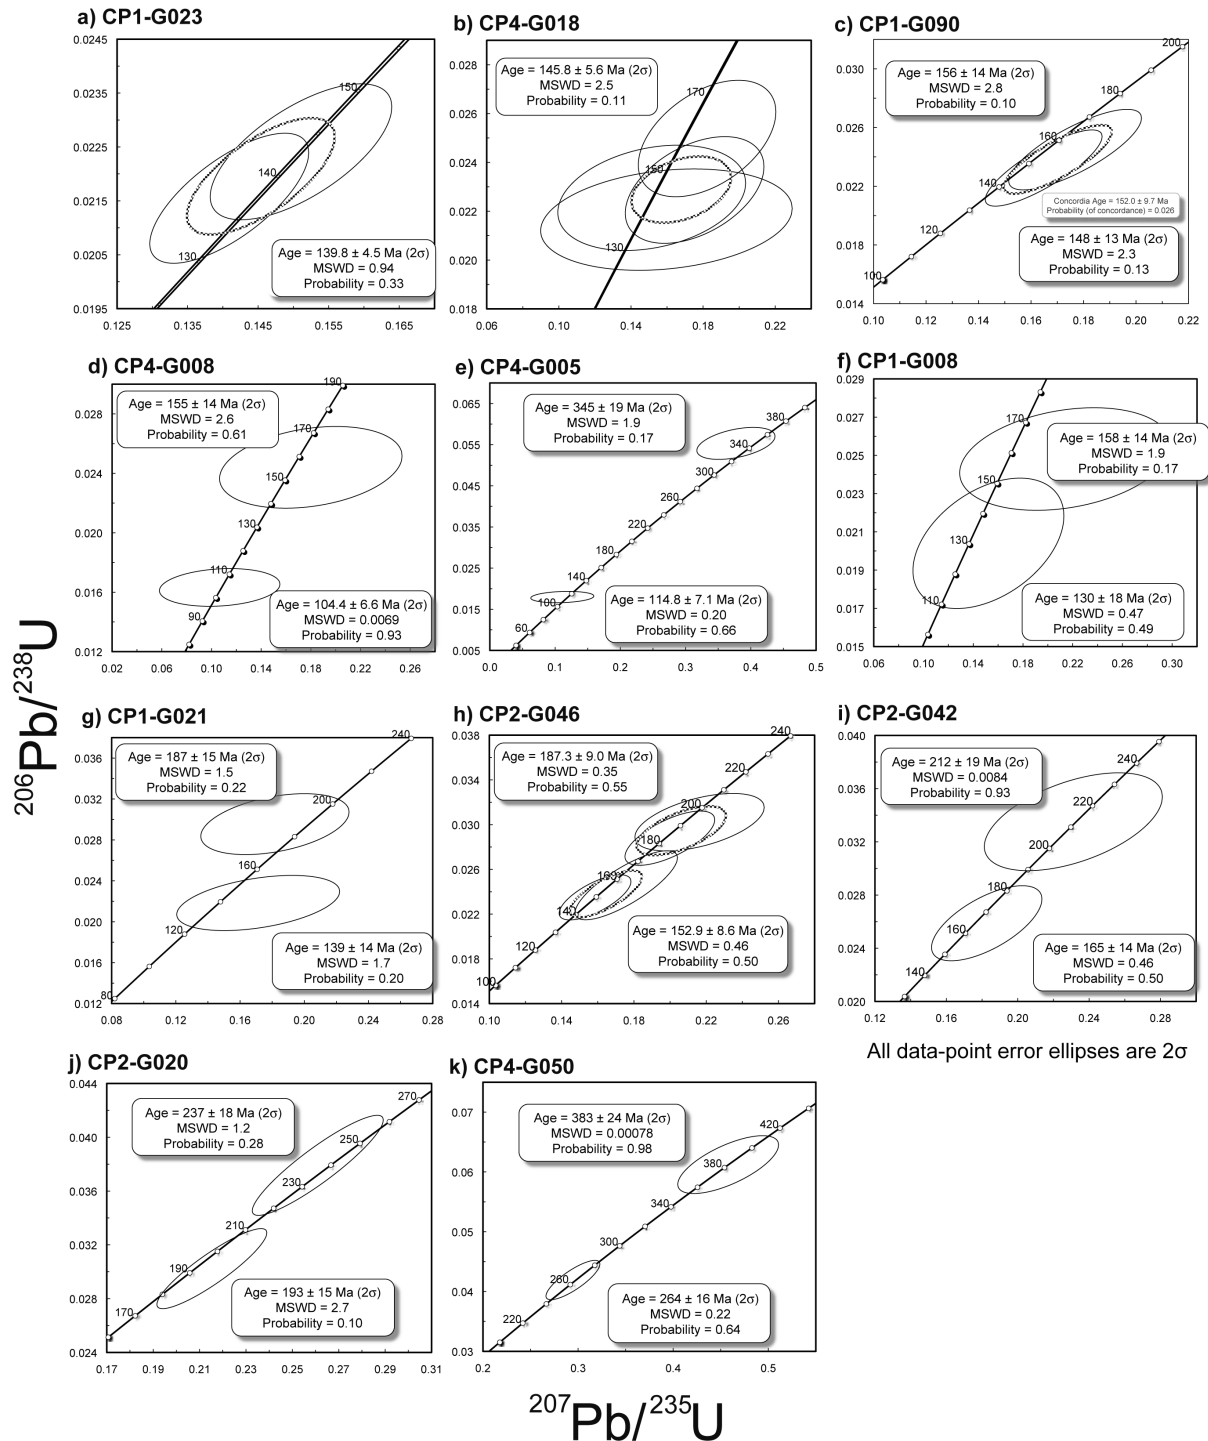 a) CP1-G023
0.0245
0.0235
0.0225
0.0215
0.0205
0.0195
0.125
0.135
0.145
0.155
0.165
150
140
130
Age = 139.8 ± 4.5 Ma (2σ)
MSWD = 0.94
Probability = 0.33
b) CP4-G018
0.028
0.026
0.024
0.022
0.020
0.018
0.06
0.10
0.14
0.18
0.22
170
150
130
Age = 145.8 ± 5.6 Ma (2σ)
MSWD = 2.5
Probability = 0.11
c) CP1-G090
0.030
0.026
0.022
0.018
0.014
0.10
0.12
0.14
0.16
0.18
0.20
0.22
200
180
160
140
120
100
Age = 156 ± 14 Ma (2σ)
MSWD = 2.8
Probability = 0.10
Concordia Age = 152.0 ± 9.7 Ma
Probability (of concordance) = 0.026
Age = 148 ± 13 Ma (2σ)
MSWD = 2.3
Probability = 0.13
d) CP4-G008
0.028
0.024
0.020
0.016
0.012
0.02
0.06
0.10
0.14
0.18
0.22
0.26
190
170
150
130
110
90
Age = 155 ± 14 Ma (2σ)
MSWD = 2.6
Probability = 0.61
Age = 104.4 ± 6.6 Ma (2σ)
MSWD = 0.0069
Probability = 0.93
e) CP4-G005
0.065
0.055
0.045
0.035
0.025
0.015
0.005
0.0
0.1
0.2
0.3
0.4
0.5
380
340
300
260
220
180
140
100
60
Age = 345 ± 19 Ma (2σ)
MSWD = 1.9
Probability = 0.17
Age = 114.8 ± 7.1 Ma (2σ)
MSWD = 0.20
Probability = 0.66
f) CP1-G008
0.029
0.027
0.025
0.023
0.021
0.019
0.017
0.015
0.06
0.10
0.14
0.18
0.22
0.26
0.30
170
150
130
110
Age = 158 ± 14 Ma (2σ)
MSWD = 1.9
Probability = 0.17
Age = 130 ± 18 Ma (2σ)
MSWD = 0.47
Probability = 0.49
206Pb/238U
g) CP1-G021
0.036
0.032
0.028
0.024
0.020
0.016
0.012
0.08
0.12
0.16
0.20
0.24
0.28
240
200
160
120
80
Age = 187 ± 15 Ma (2σ)
MSWD = 1.5
Probability = 0.22
Age = 139 ± 14 Ma (2σ)
MSWD = 1.7
Probability = 0.20
h) CP2-G046
0.038
0.034
0.030
0.026
0.022
0.018
0.014
0.10
0.14
0.18
0.22
0.26
240
220
200
180
160
140
120
100
Age = 187.3 ± 9.0 Ma (2σ)
MSWD = 0.35
Probability = 0.55
Age = 152.9 ± 8.6 Ma (2σ)
MSWD = 0.46
Probability = 0.50
i) CP2-G042
0.040
0.036
0.032
0.028
0.024
0.020
0.12
0.16
0.20
0.24
0.28
240
220
200
180
160
140
Age = 212 ± 19 Ma (2σ)
MSWD = 0.0084
Probability = 0.93
Age = 165 ± 14 Ma (2σ)
MSWD = 0.46
Probability = 0.50
All data-point error ellipses are 2σ
j) CP2-G020
0.044
0.040
0.036
0.032
0.028
0.024
0.17
0.19
0.21
0.23
0.25
0.27
0.29
0.31
270
250
230
210
190
170
Age = 237 ± 18 Ma (2σ)
MSWD = 1.2
Probability = 0.28
Age = 193 ± 15 Ma (2σ)
MSWD = 2.7
Probability = 0.10
k) CP4-G050
0.07
0.06
0.05
0.04
0.03
0.2
0.3
0.4
0.5
420
380
340
300
260
220
Age = 383 ± 24 Ma (2σ)
MSWD = 0.00078
Probability = 0.98
Age = 264 ± 16 Ma (2σ)
MSWD = 0.22
Probability = 0.64
207Pb/235U